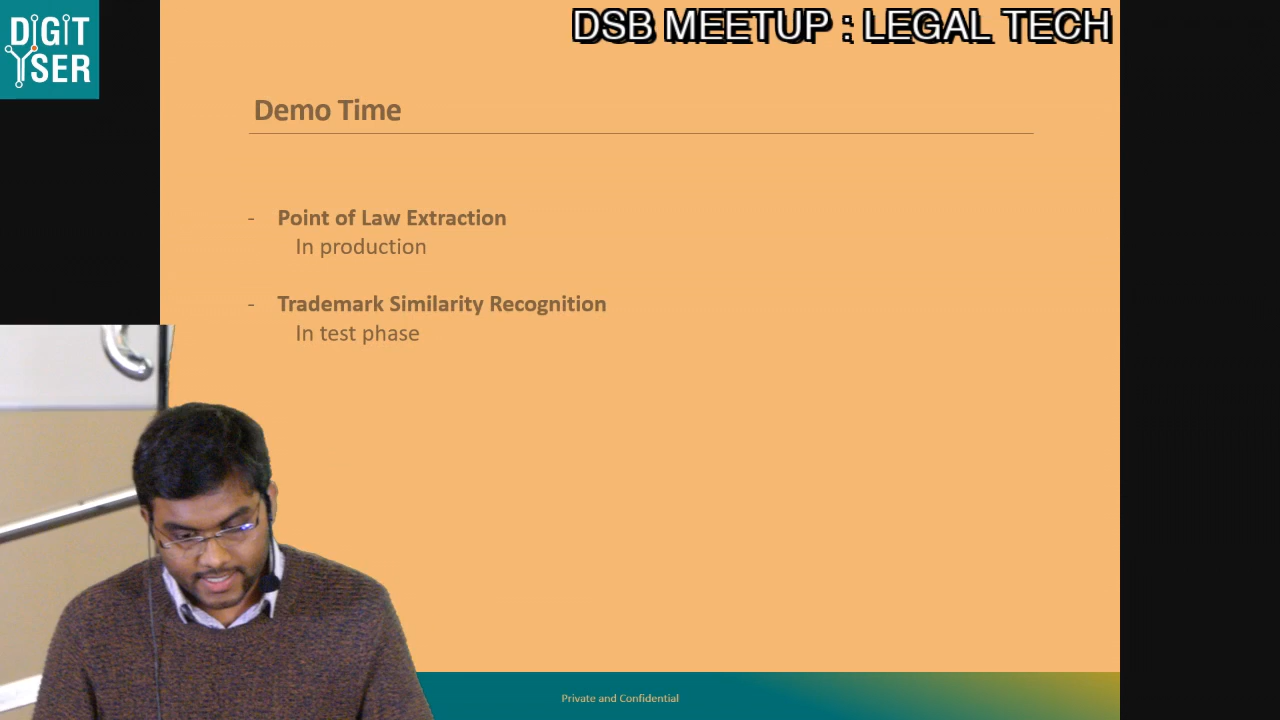 DIGIT
YSER
DSB MEETUP : LEGAL TECH
Demo Time
- Point of Law Extraction
In production
- Trademark Similarity Recognition
In test phase
Private and Confidential